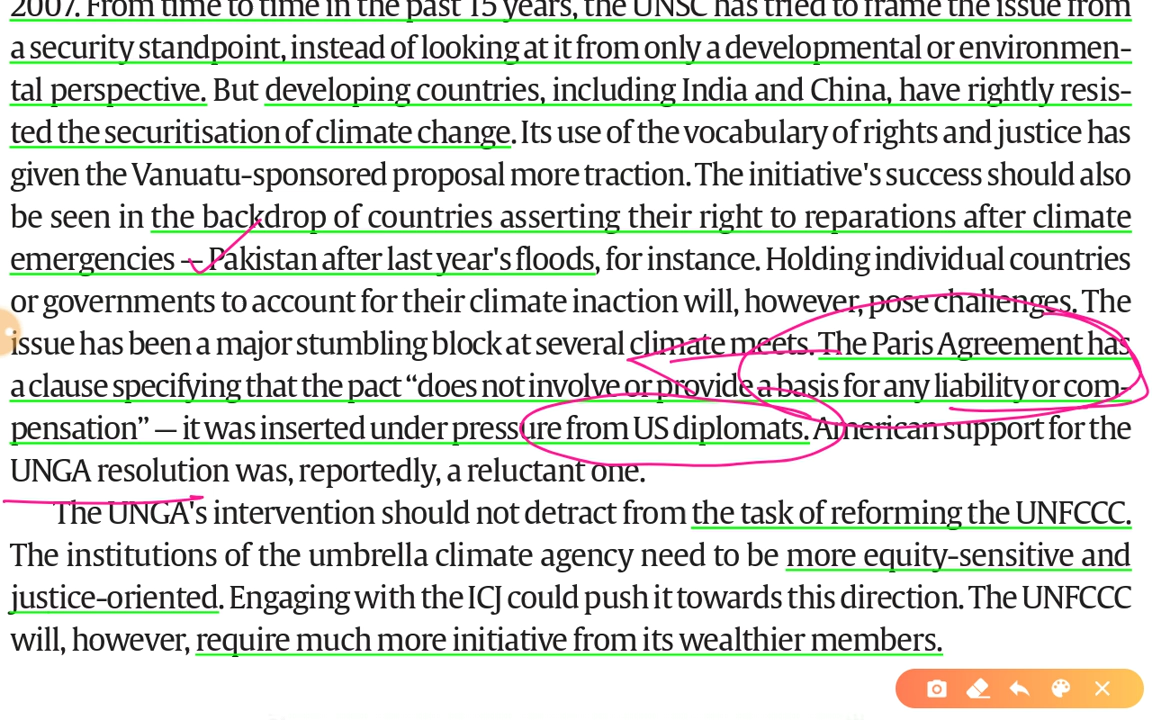 2007. From time to time in the past 15 years, the UNSC has tried to frame the issue from
a security standpoint, instead of looking at it from only a developmental or environmen-
tal perspective. But developing countries, including India and China, have rightly resis-
ted the securitisation of climate change. Its use of the vocabulary of rights and justice has
given the Vanuatu-sponsored proposal more traction. The initiative's success should also
be seen in the backdrop of countries asserting their right to reparations after climate
emergencies — Pakistan after last year's floods, for instance. Holding individual countries
or governments to account for their climate inaction will, however, pose challenges. The
issue has been a major stumbling block at several climate meets. The Paris Agreement has
a clause specifying that the pact “does not involve or provide a basis for any liability or com-
pensation” — it was inserted under pressure from US diplomats. American support for the
UNGA resolution was, reportedly, a reluctant one.
The UNGA's intervention should not detract from the task of reforming the UNFCCC.
The institutions of the umbrella climate agency need to be more equity-sensitive and
justice-oriented. Engaging with the ICJ could push it towards this direction. The UNFCCC
will, however, require much more initiative from its wealthier members.